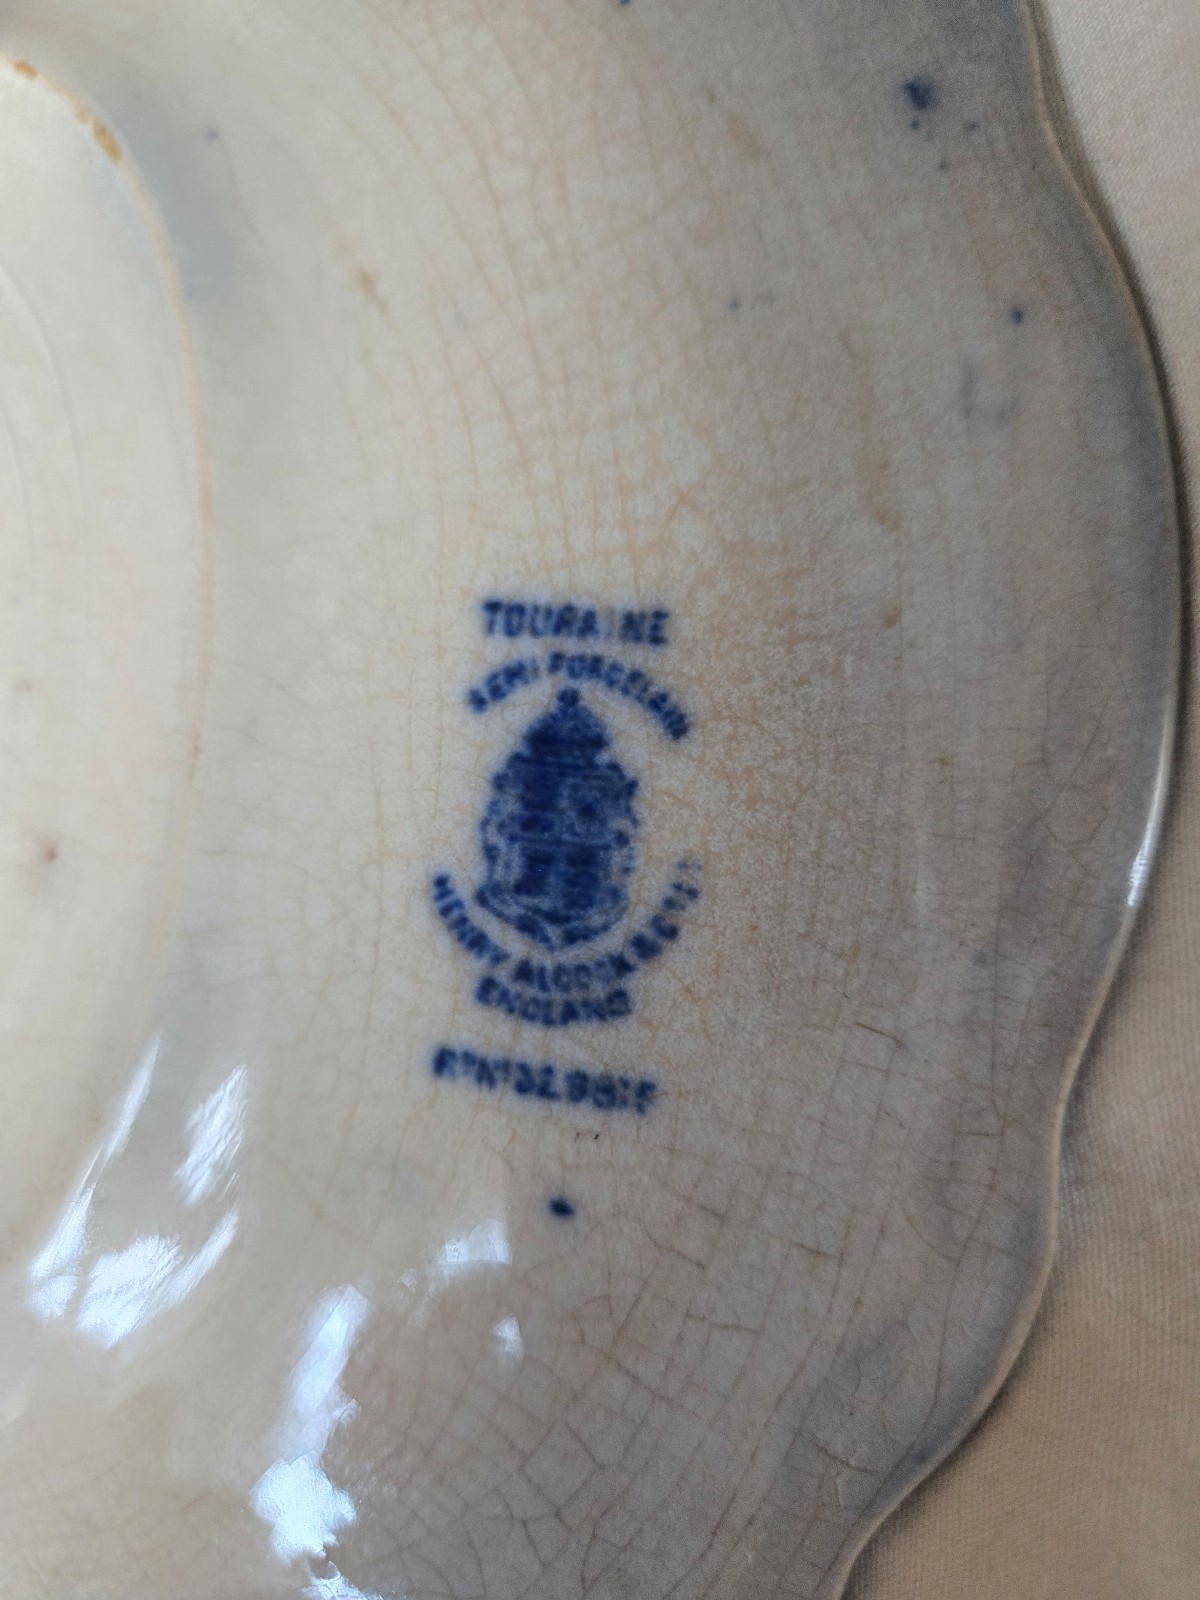 TOURAINE
SEMI PORCELAIN
HENRY ALCOCK & CO
ENGLAND